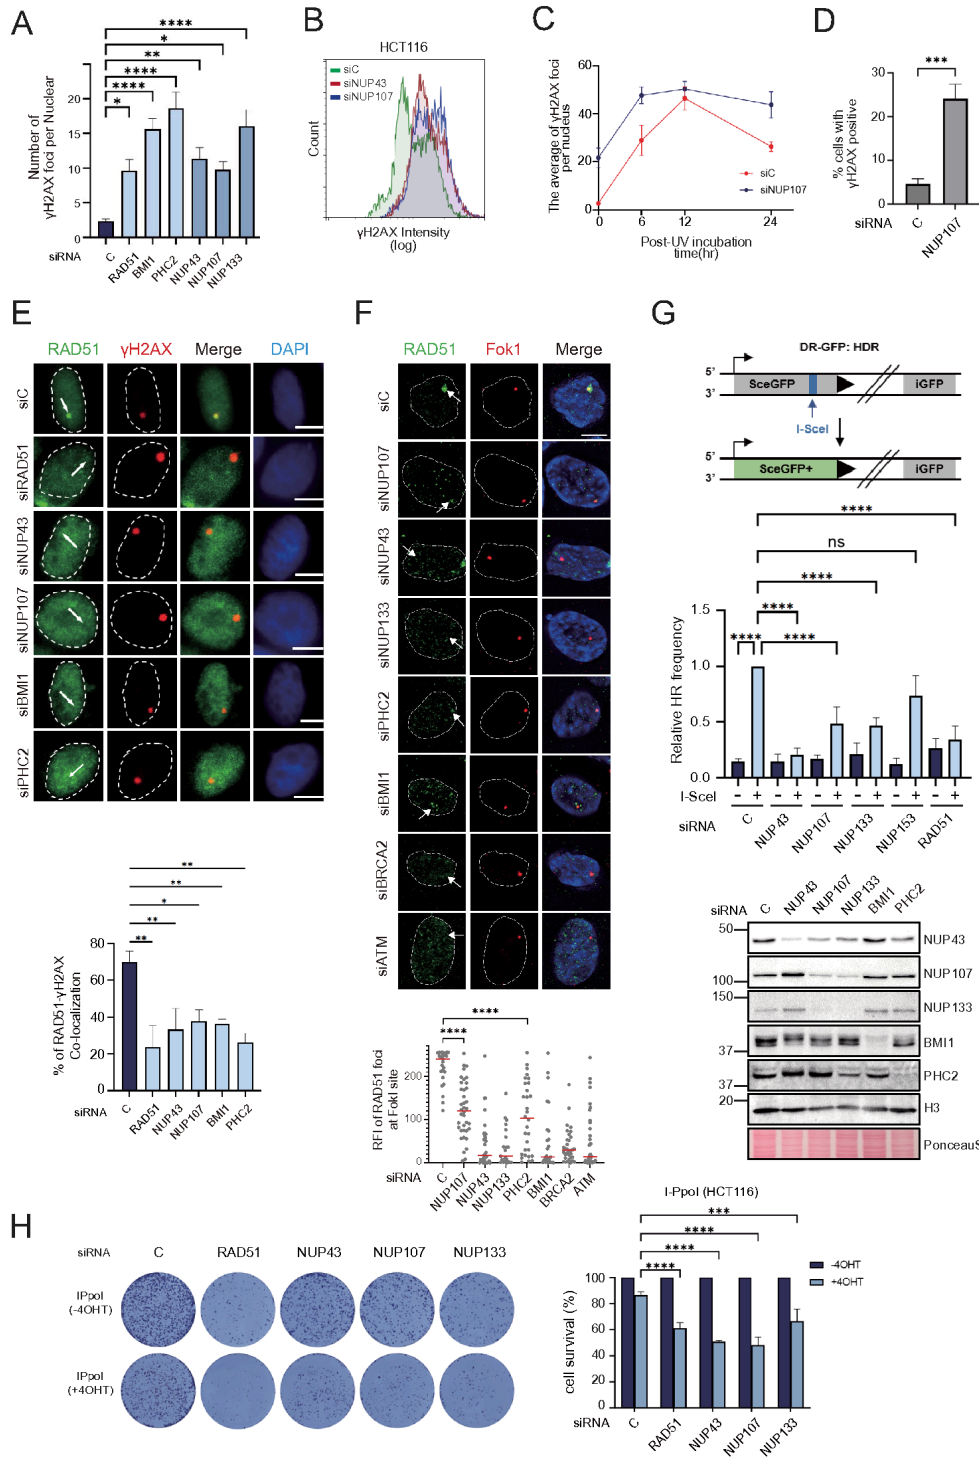 A
****
*
**
****
****
*
Number of
γH2AX foci per Nuclear
20
15
10
5
0
siRNA
C
RAD51
BMI1
PHC2
NUP43
NUP107
NUP133
B
HCT116
siC
siNUP43
siNUP107
Count
γH2AX Intensity
(log)
C
The average of γH2AX foci
per nucleus
60
40
20
0
siC
siNUP107
0
6
12
24
Post-UV incubation
time(hr)
D
***
% cells with
γH2AX positive
30
20
10
0
siRNA
C
NUP107
E
RAD51
γH2AX
Merge
DAPI
siC
siRAD51
siNUP43
siNUP107
siBMI1
siPHC2
**
**
*
**
**
% of RAD51-γH2AX
Co-localization
80
60
40
20
0
siRNA
C
RAD51
NUP43
NUP107
BMI1
PHC2
F
RAD51
Fok1
Merge
siC
siNUP107
siNUP43
siNUP133
siPHC2
siBMI1
siBRCA2
siATM
****
****
RFI of RAD51 foci
at FokI site
200
100
0
siRNA
C
NUP107
NUP43
NUP133
PHC2
BMI1
BRCA2
ATM
G
DR-GFP: HDR
5'
3'
SceGFP
iGFP
I-SceI
5'
3'
SceGFP+
iGFP
****
ns
****
****
****
****
Relative HR frequency
1.5
1.0
0.5
0.0
I-SceI
- + - + - + - + - + - +
siRNA
C
NUP43
NUP107
NUP133
NUP153
RAD51
siRNA
C
NUP43
NUP107
NUP133
BMI1
PHC2
50
NUP43
100
NUP107
150
NUP133
37
BMI1
37
PHC2
20
H3
PonceauS
H
siRNA
C
RAD51
NUP43
NUP107
NUP133
IPpoI
(-4OHT)
IPpoI
(+4OHT)
I-PpoI (HCT116)
***
****
****
****
-4OHT
+4OHT
cell survival (%)
100
80
60
40
20
0
siRNA
C
RAD51
NUP43
NUP107
NUP133